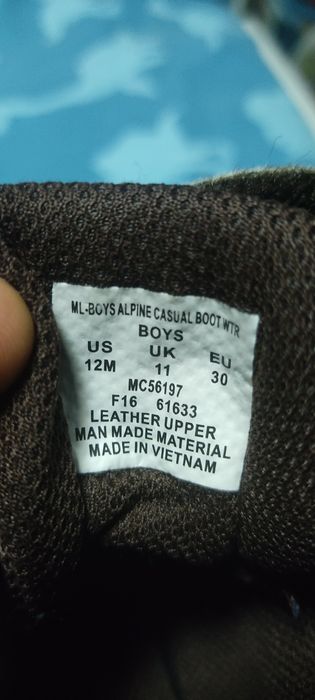 ML-BOYS ALPINE CASUAL BOOT WTR
BOYS
US UK EU
12M 11 30
MC56197
F16 61633
LEATHER UPPER
MAN MADE MATERIAL
MADE IN VIETNAM